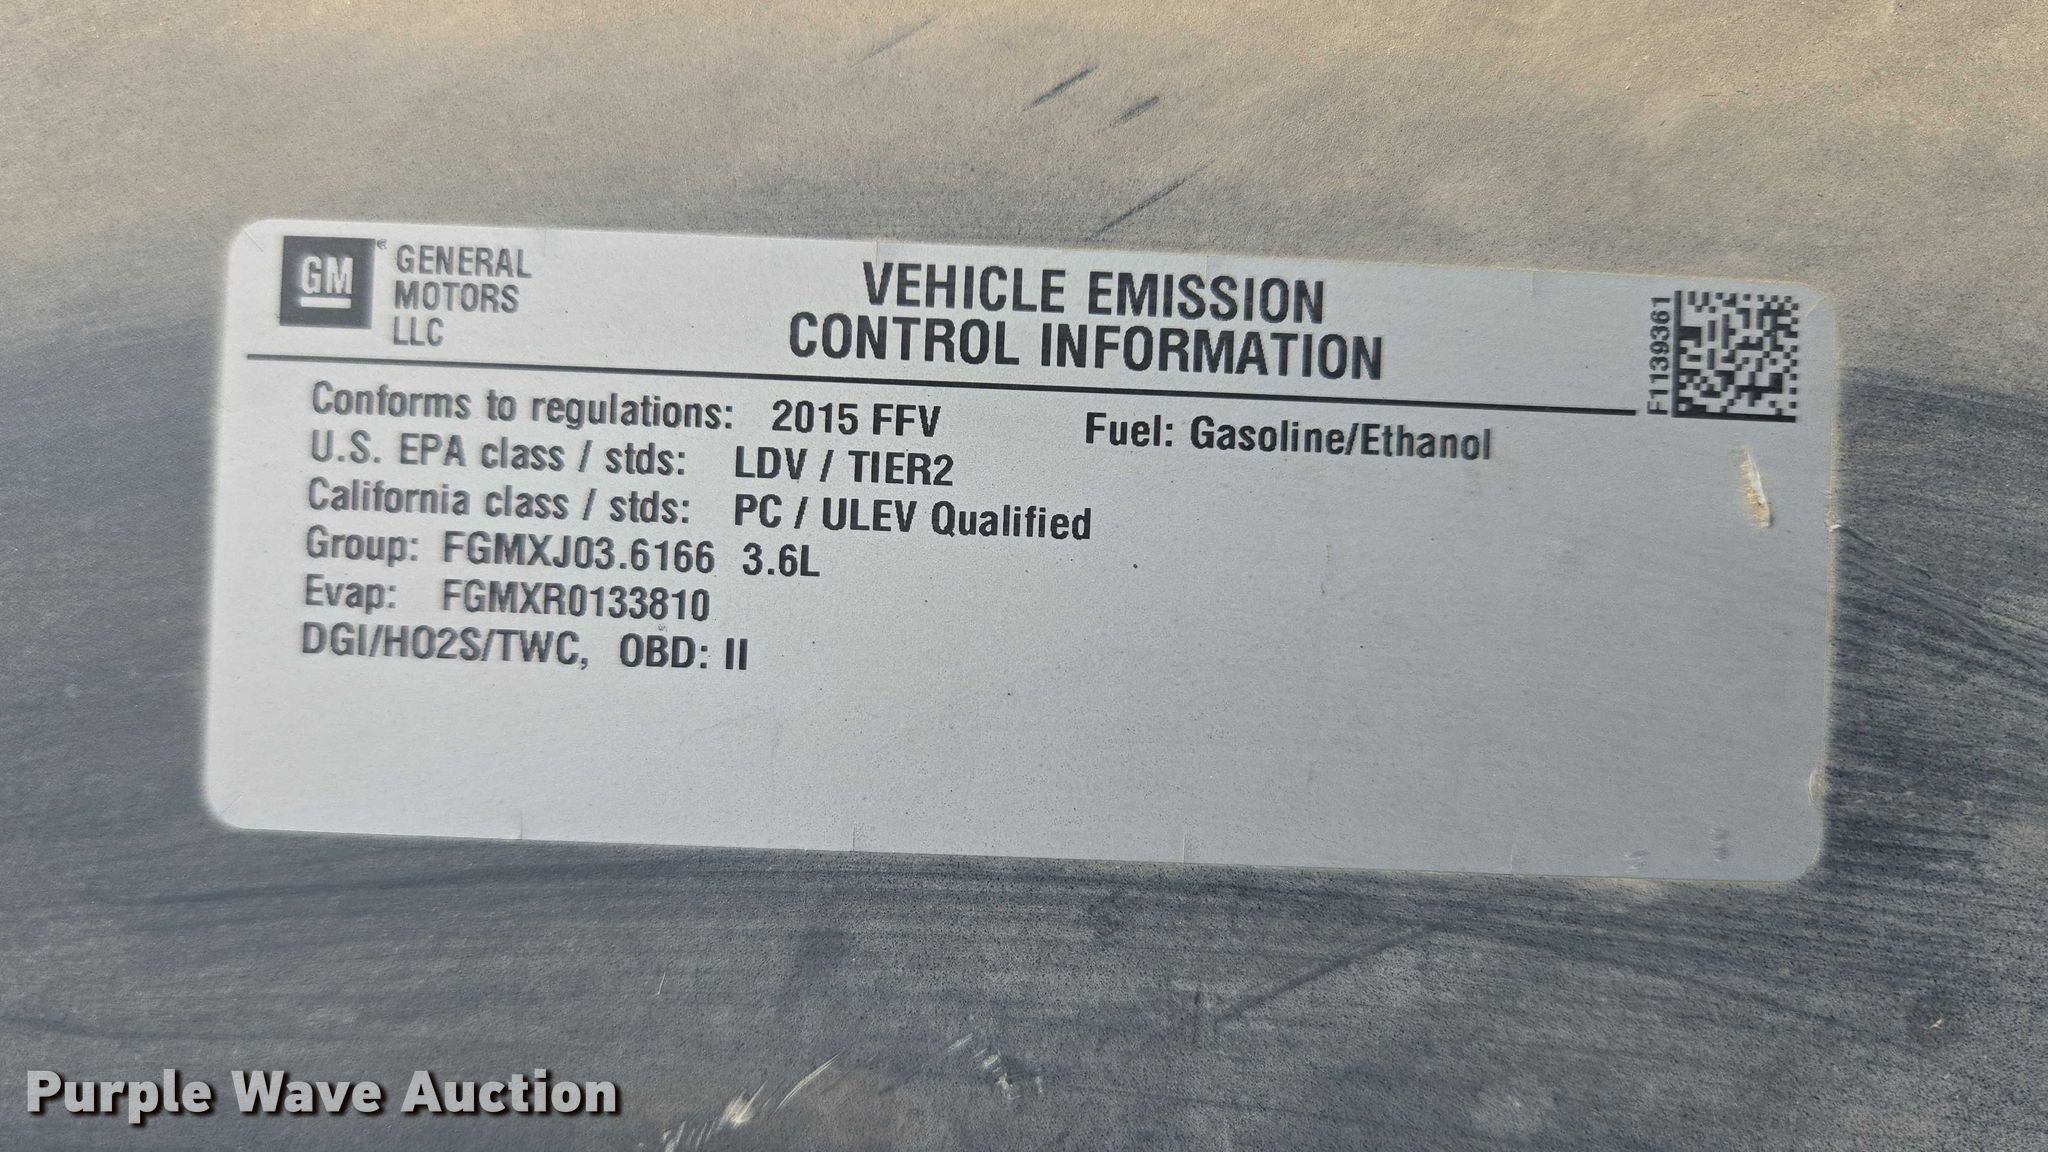 GM® GENERAL
MOTORS
LLC
VEHICLE EMISSION
CONTROL INFORMATION
F1139361
Conforms to regulations: 2015 FFV Fuel: Gasoline/Ethanol
U.S. EPA class / stds: LDV / TIER2
California class / stds: PC / ULEV Qualified
Group: FGMXJ03.6166 3.6L
Evap: FGMXR0133810
DGI/HO2S/TWC, OBD: II
Purple Wave Auction